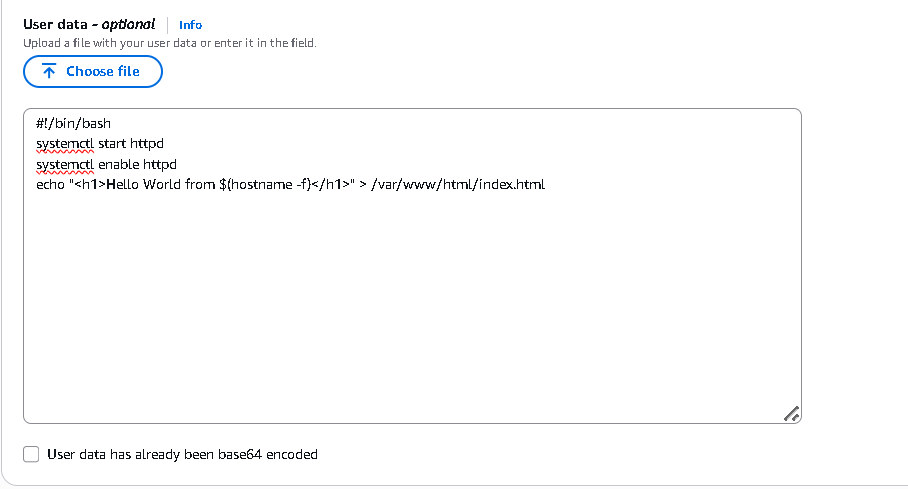 User data - optional Info
Upload a file with your user data or enter it in the field.
Choose file
#!/bin/bash
systemctl start httpd
systemctl enable httpd
echo "<h1>Hello World from $(hostname -f)</h1>" > /var/www/html/index.html
User data has already been base64 encoded